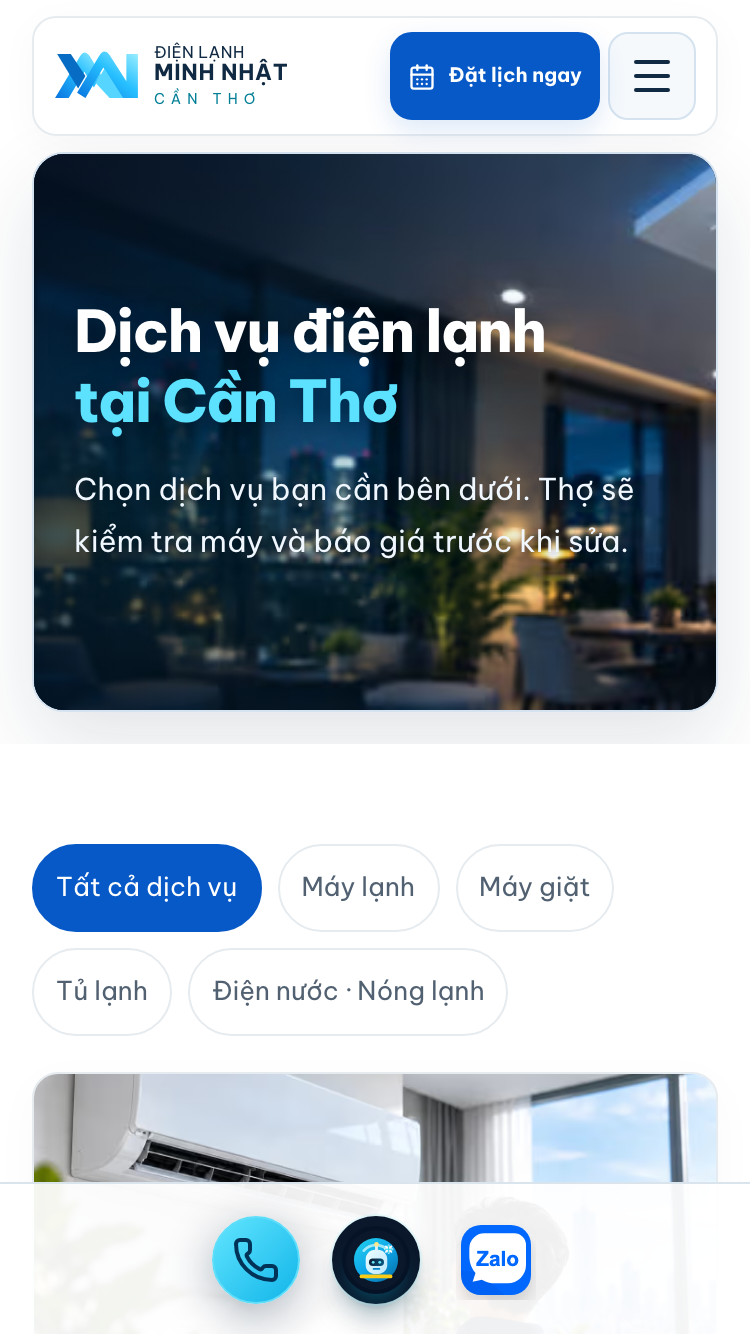 ĐIỆN LẠNH
MINH NHẬT
CẦN THƠ
Đặt lịch ngay
Dịch vụ điện lạnh
tại Cần Thơ
Chọn dịch vụ bạn cần bên dưới. Thợ sẽ
kiểm tra máy và báo giá trước khi sửa.
Tất cả dịch vụ
Máy lạnh
Máy giặt
Tủ lạnh
Điện nước · Nóng lạnh
Zalo